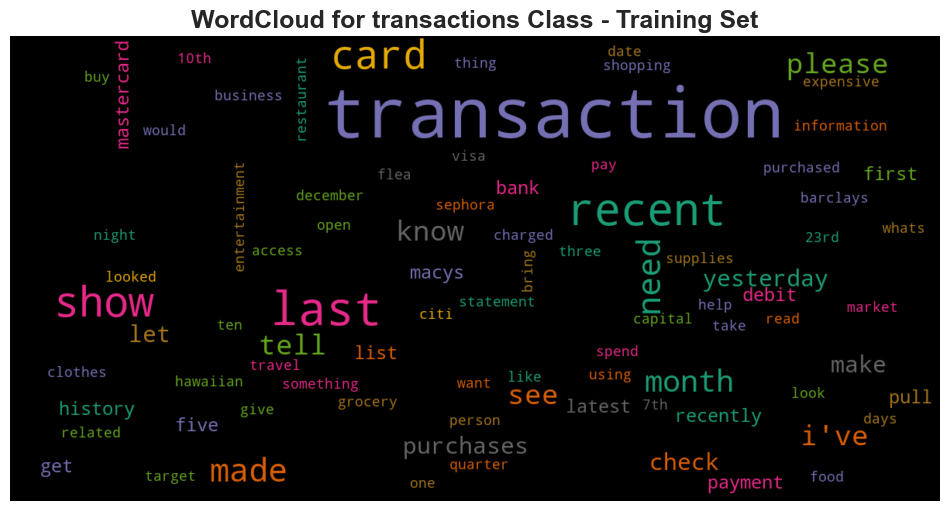 WordCloud for transactions Class - Training Set
card
date
thing
shopping
10th
please
buy
mastercard
restaurant
expensive
business
transaction
would
information
visa
pay
flea
bank
purchased
first
entertainment
december
sephora
recent
barclays
open
know
charged
night
access
three
need
23rd
whats
looked
macys
bring
supplies
yesterday
show
last
statement
debit
help
market
let
ten
citi
capital
take
read
tell
list
spend
travel
clothes
hawaiian
something
want
like
using
month
make
look
pull
history
give
grocery
see
latest
7th
recently
days
related
five
person
i've
purchases
get
target
made
quarter
check
one
payment
food